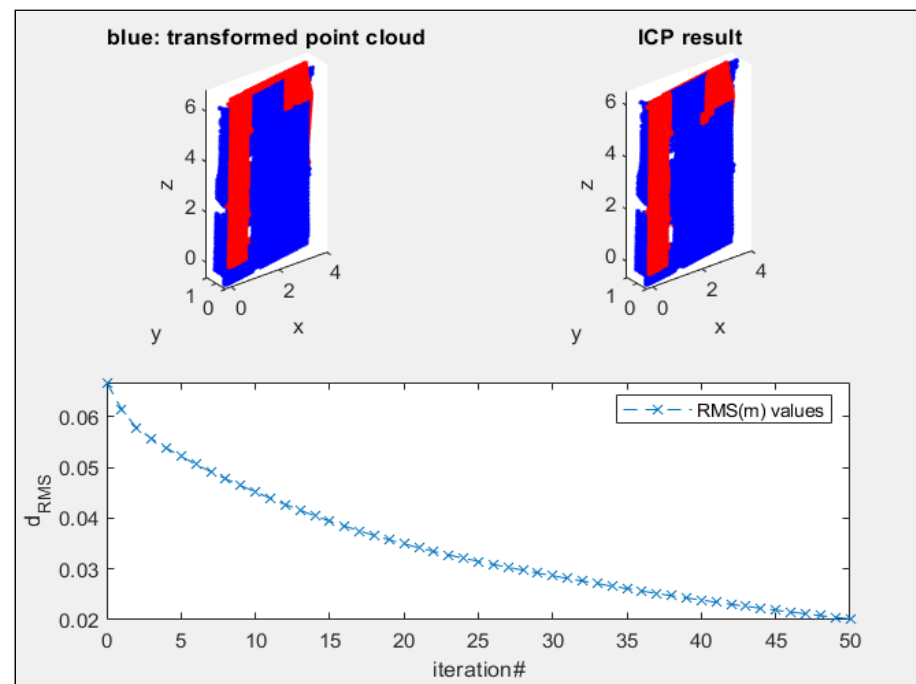 blue: transformed point cloud
6
4
2
0
z
1
0
y
0
2
4
x
ICP result
6
4
2
0
z
1
0
y
0
2
4
x
0.06
0.05
0.04
0.03
0.02
d_RMS
RMS(m) values
0 5 10 15 20 25 30 35 40 45 50
iteration#